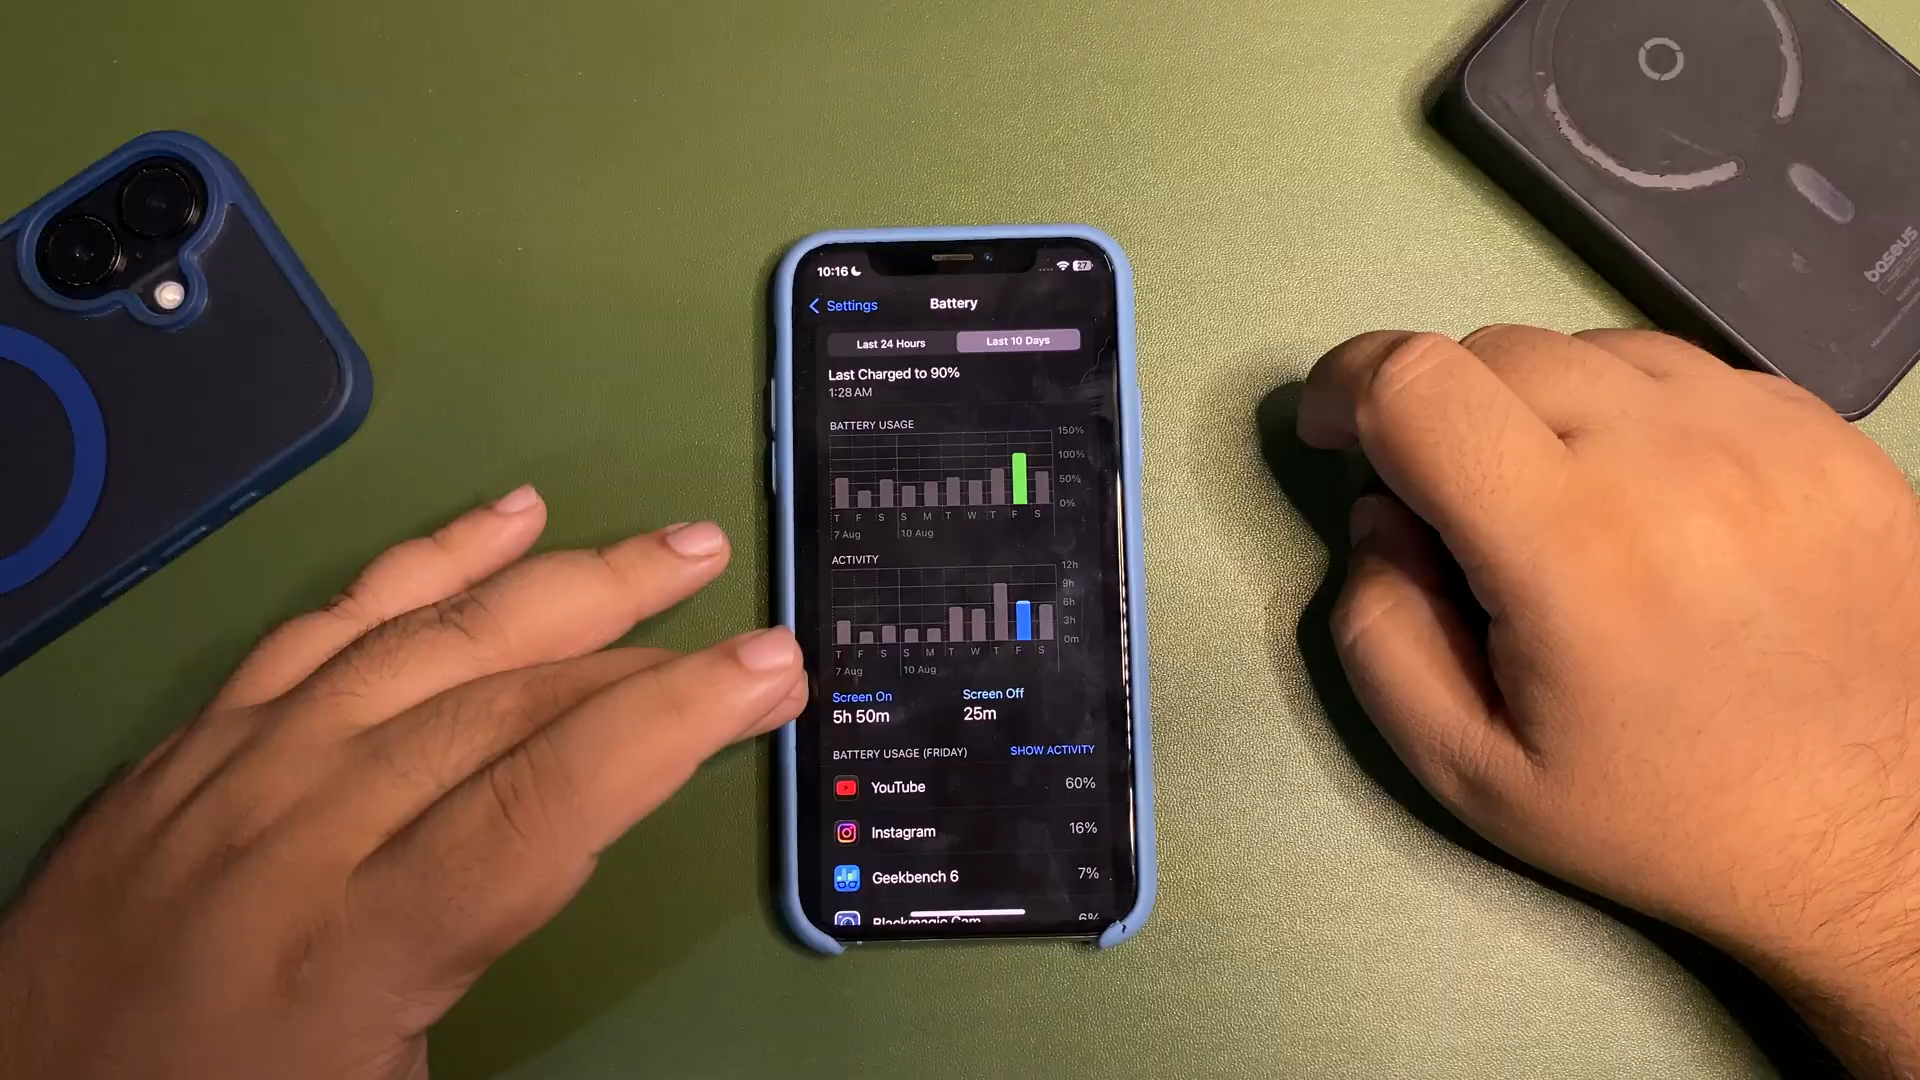 10:16
27
Settings
Battery
Last 24 Hours
Last 10 Days
Last Charged to 90%
1:28 AM
BATTERY USAGE
150%
100%
50%
0%
T F S S M T W T F S
7 Aug
10 Aug
ACTIVITY
12h
9h
6h
3h
0m
T F S S M T W T F S
7 Aug
10 Aug
Screen On
Screen Off
5h 50m
25m
BATTERY USAGE (FRIDAY)
SHOW ACTIVITY
YouTube
60%
Instagram
16%
Geekbench 6
7%
Blackmagic Cam
6%
baseus